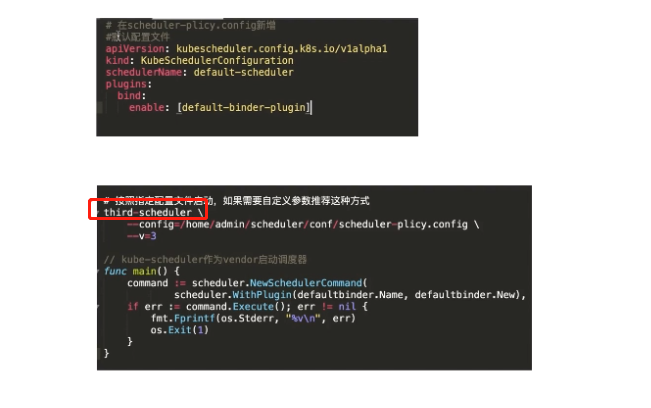 # 在scheduler-plicy.config新增
#默认配置文件
apiVersion: kubescheduler.config.k8s.io/v1alpha1
kind: KubeSchedulerConfiguration
schedulerName: default-scheduler
plugins:
  bind:
    enable: [default-binder-plugin]
# 按照指定配置文件启动，如果需要自定义参数推荐这种方式
third-scheduler \
    --config=/home/admin/scheduler/conf/scheduler-plicy.config \
    --v=3
// kube-scheduler作为vendor启动调度器
func main() {
    command := scheduler.NewSchedulerCommand(
            scheduler.WithPlugin(defaultbinder.Name, defaultbinder.New),
    if err := command.Execute(); err != nil {
        fmt.Fprintf(os.Stderr, "%v\n", err)
        os.Exit(1)
    }
}